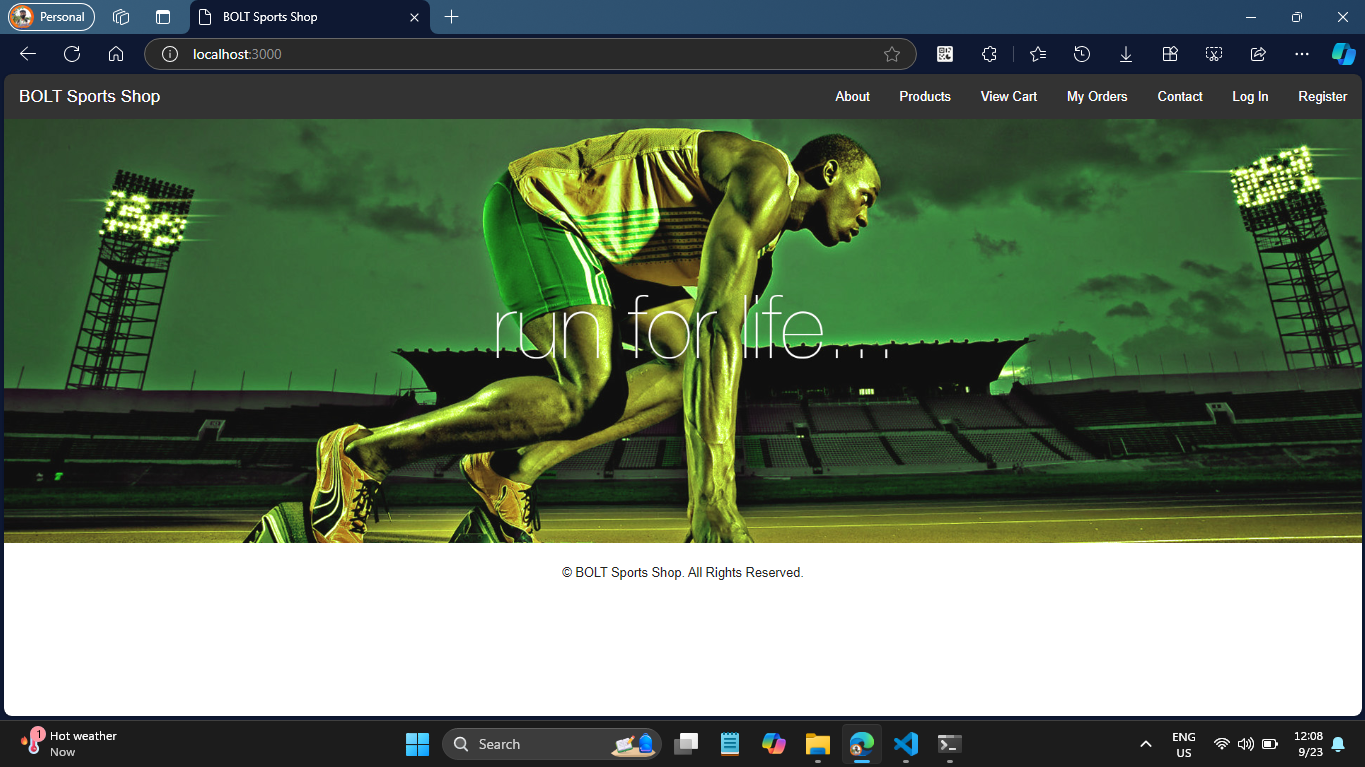 Personal
BOLT Sports Shop
localhost:3000
BOLT Sports Shop
About Products View Cart My Orders Contact Log In Register
run for life...
© BOLT Sports Shop. All Rights Reserved.
1
Hot weather
Now
Search
ENG
US
12:08
9/23